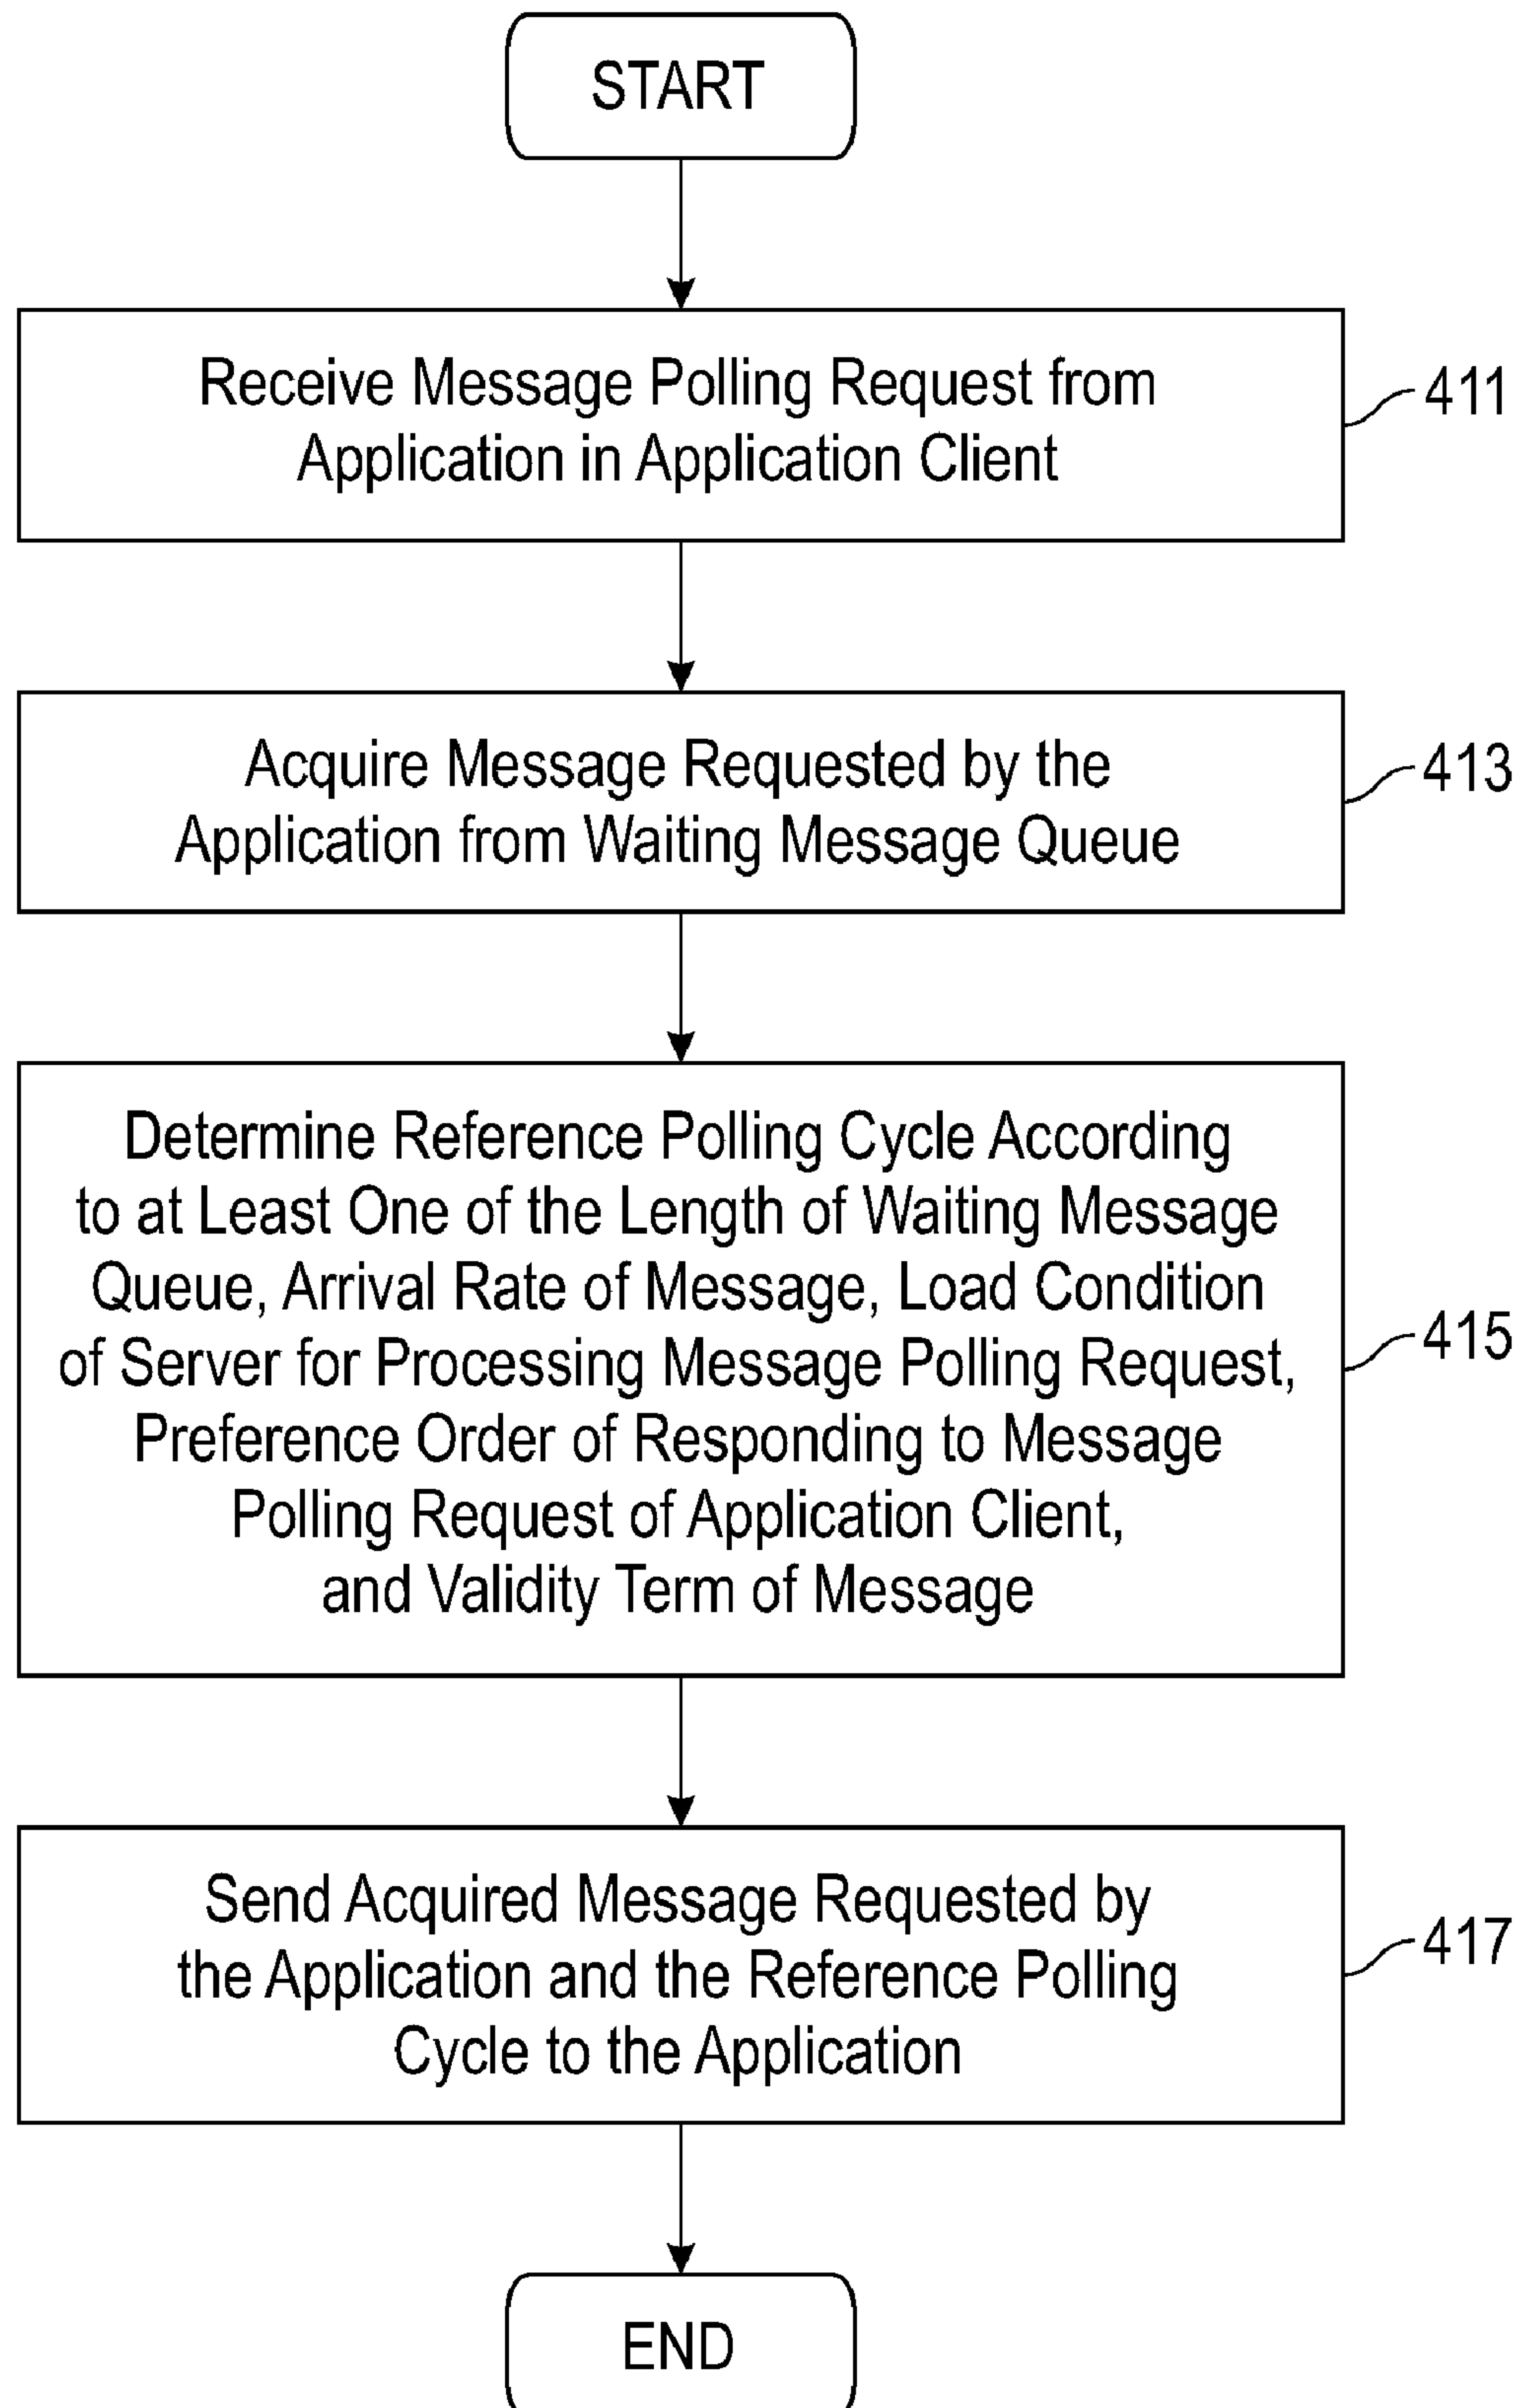 START
Receive Message Polling Request from
Application in Application Client
411
Acquire Message Requested by the
Application from Waiting Message Queue
413
Determine Reference Polling Cycle According
to at Least One of the Length of Waiting Message
Queue, Arrival Rate of Message, Load Condition
of Server for Processing Message Polling Request,
Preference Order of Responding to Message
Polling Request of Application Client,
and Validity Term of Message
415
Send Acquired Message Requested by
the Application and the Reference Polling
Cycle to the Application
417
END